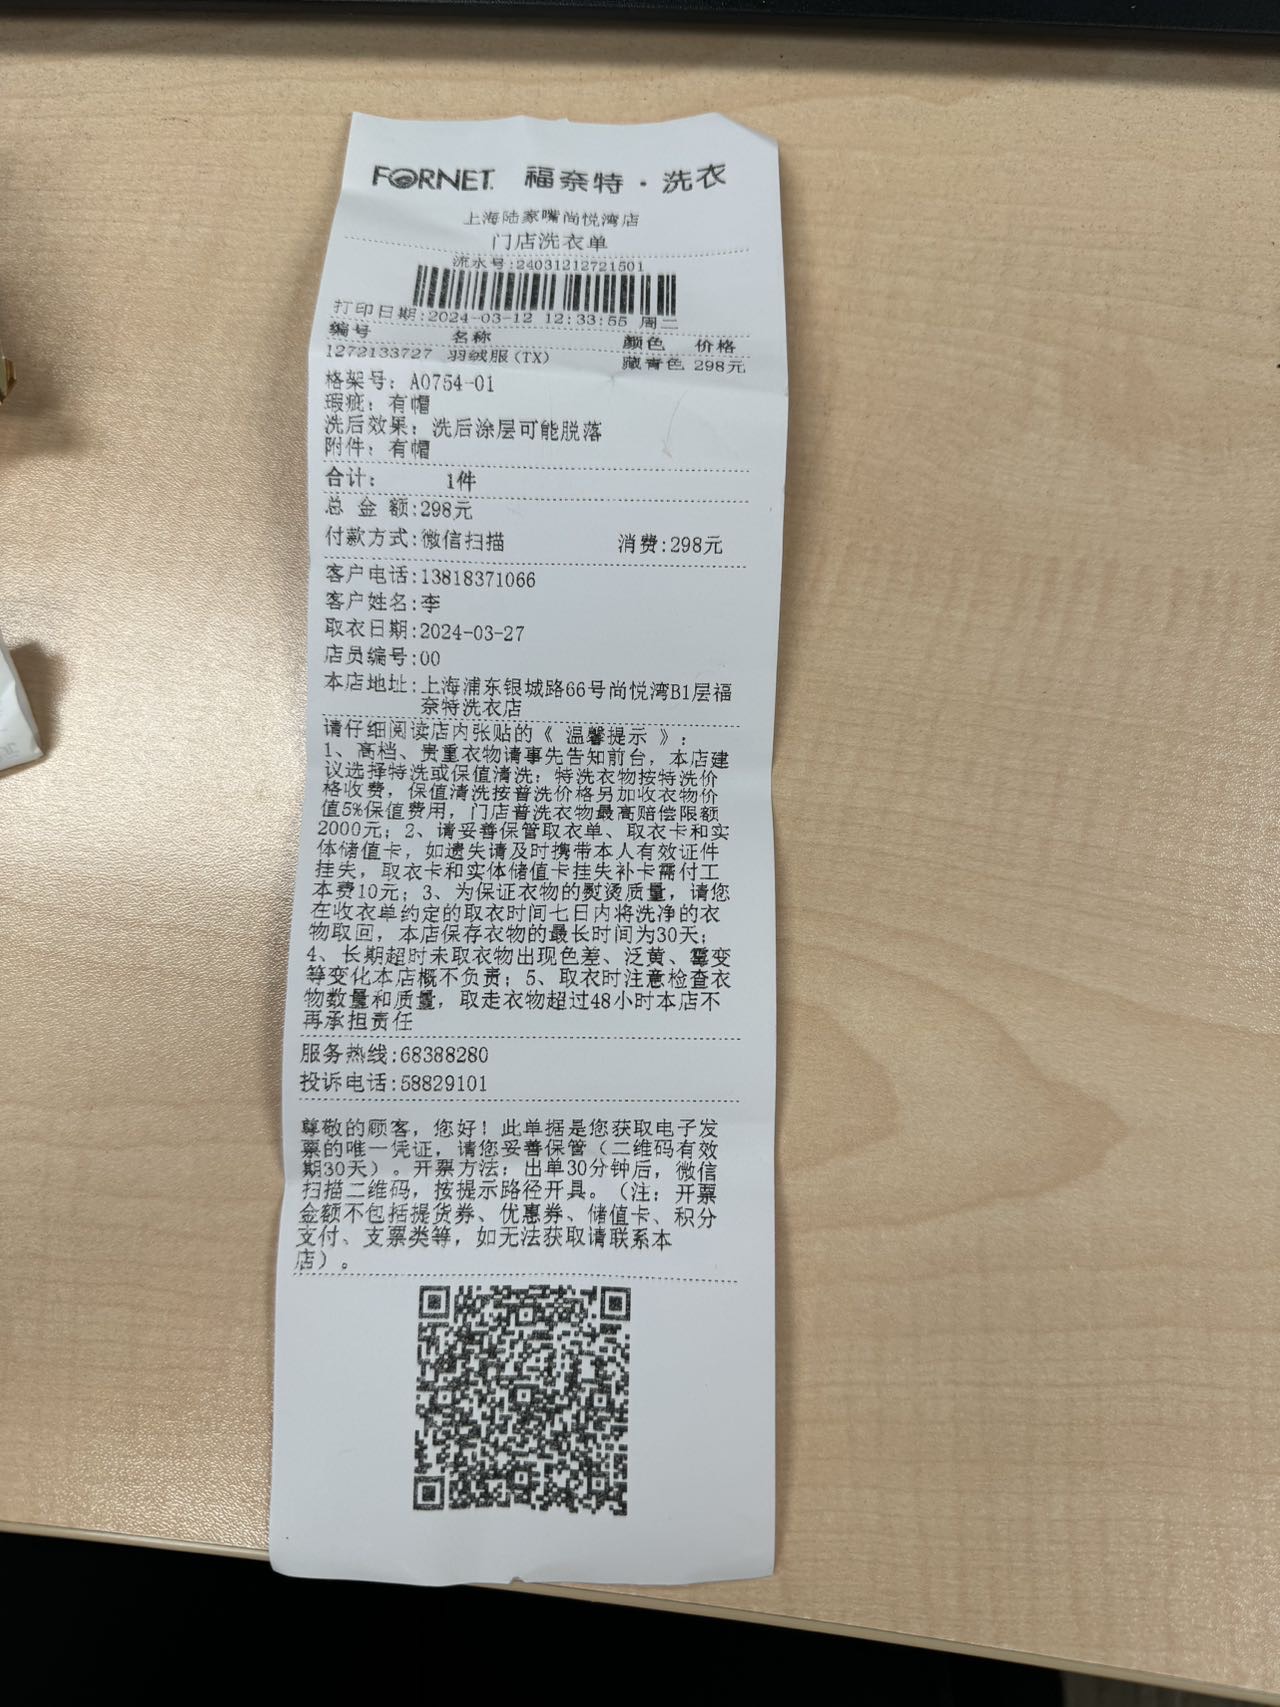 FORNET 福奈特·洗衣
上海陆家嘴尚悦湾店
门店洗衣单
流水号:24031212721501
打印日期:2024-03-12 12:33:55 周二
编号 名称 颜色 价格
1272133727 羽绒服(TX) 藏青色 298元
格架号: A0754-01
瑕疵: 有帽
洗后效果: 洗后涂层可能脱落
附件: 有帽
合计: 1件
总 金 额:298元
付款方式:微信扫描 消费:298元
客户电话:13818371066
客户姓名:李
取衣日期:2024-03-27
店员编号:00
本店地址:上海浦东银城路66号尚悦湾B1层福
奈特洗衣店
请仔细阅读店内张贴的《 温馨提示 》:
1、高档、贵重衣物请事先告知前台，本店建
议选择特洗或保值清洗；特洗衣物按特洗价
格收费，保值清洗按普洗价格另加收衣物价
值5%保值费用，门店普洗衣物最高赔偿限额
2000元；2、请妥善保管取衣单、取衣卡和实
体储值卡，如遗失请及时携带本人有效证件
挂失，取衣卡和实体储值卡挂失补卡需付工
本费10元；3、为保证衣物的熨烫质量，请您
在收衣单约定的取衣时间七日内将洗净的衣
物取回，本店保存衣物的最长时间为30天；
4、长期超时未取衣物出现色差、泛黄、霉变
等变化本店概不负责；5、取衣时注意检查衣
物数量和质量，取走衣物超过48小时本店不
再承担责任
服务热线:68388280
投诉电话:58829101
尊敬的顾客，您好！此单据是您获取电子发
票的唯一凭证，请您妥善保管（二维码有效
期30天）。开票方法：出单30分钟后，微信
扫描二维码，按提示路径开具。（注：开票
金额不包括提货券、优惠券、储值卡、积分
支付、支票类等，如无法获取请联系本
店）。